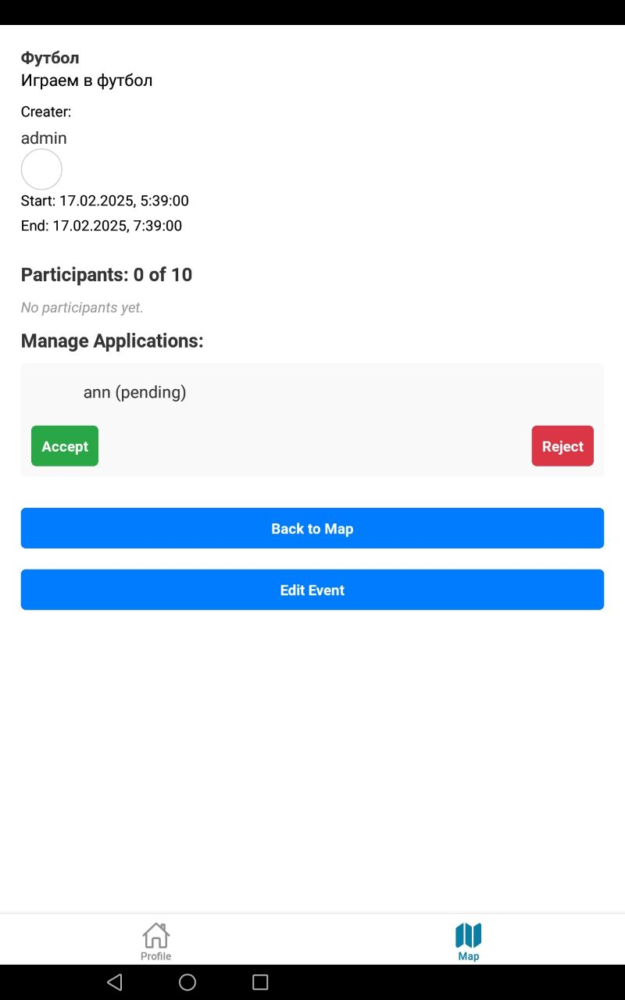 Футбол
Играем в футбол
Creater:
admin
Start: 17.02.2025, 5:39:00
End: 17.02.2025, 7:39:00
Participants: 0 of 10
No participants yet.
Manage Applications:
ann (pending)
Accept
Reject
Back to Map
Edit Event
Profile
Map